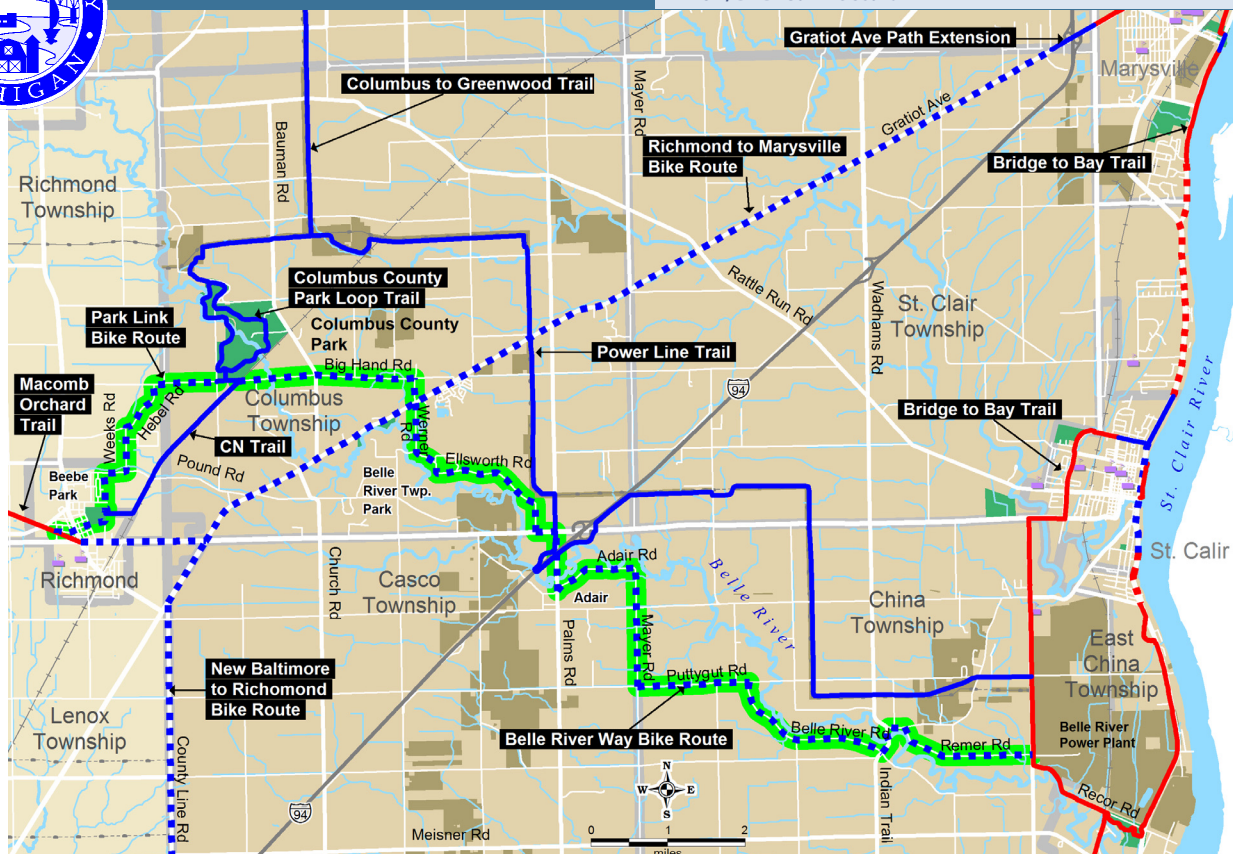 HIGAN
Y
Gratiot Ave Path Extension
Marysville
Columbus to Greenwood Trail
Mayer Rd
Gratiot Ave
Bauman Rd
Richmond to Marysville
Bike Route
Bridge to Bay Trail
Richmond
Township
Columbus County
Park Loop Trail
Rattle Run Rd
Wadhams Rd
St. Clair
Township
Park Link
Bike Route
Columbus County
Park
Power Line Trail
Big Hand Rd
St. Clair River
Macomb
Orchard
Trail
94
Weeks Rd
Hebel Rd
Columbus
Township
Werner
Rd
Bridge to Bay Trail
CN Trail
Pound Rd
Ellsworth Rd
Beebe
Park
Belle
River Twp.
Park
Richmond
Church Rd
Casco
Township
Adair Rd
Adair
Belle River
China
Township
St. Calir
Palms Rd
Mayer Rd
East
China
Township
New Baltimore
to Richomond
Bike Route
Puttygut Rd
Lenox
Township
Belle River Way Bike Route
Belle River Rd
Remer Rd
Belle River
Power Plant
County Line Rd
N
W E
S
Indian Trail
Recor Rd
94
Meisner Rd
0 1 2
miles